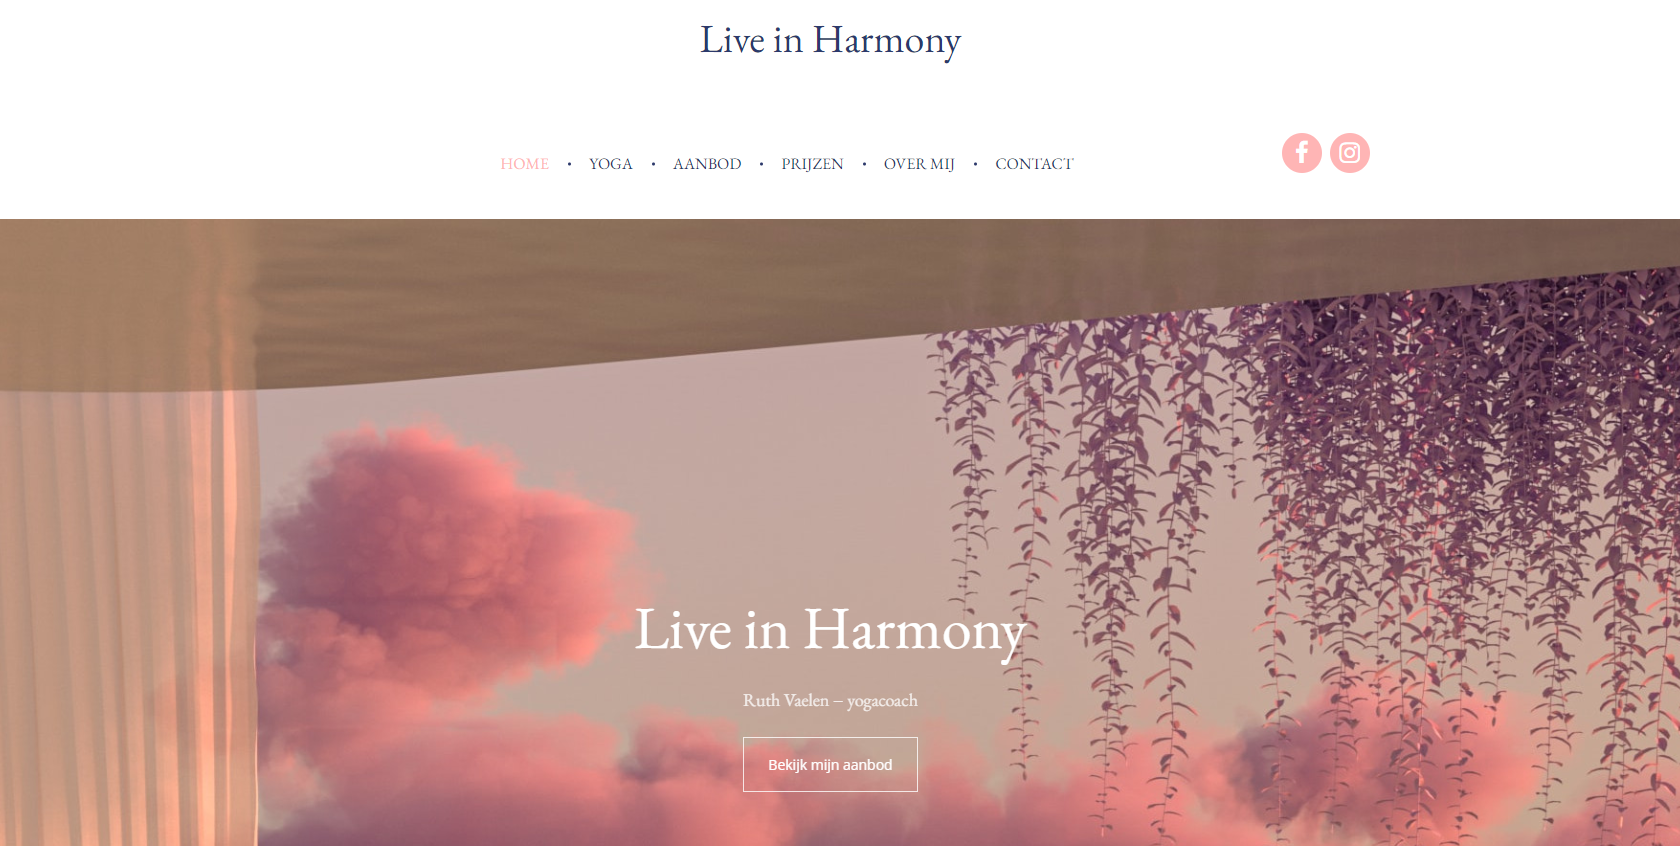 Live in Harmony
HOME • YOGA • AANBOD • PRIJZEN • OVER MIJ • CONTACT
Live in Harmony
Ruth Vaelen – yogacoach
Bekijk mijn aanbod